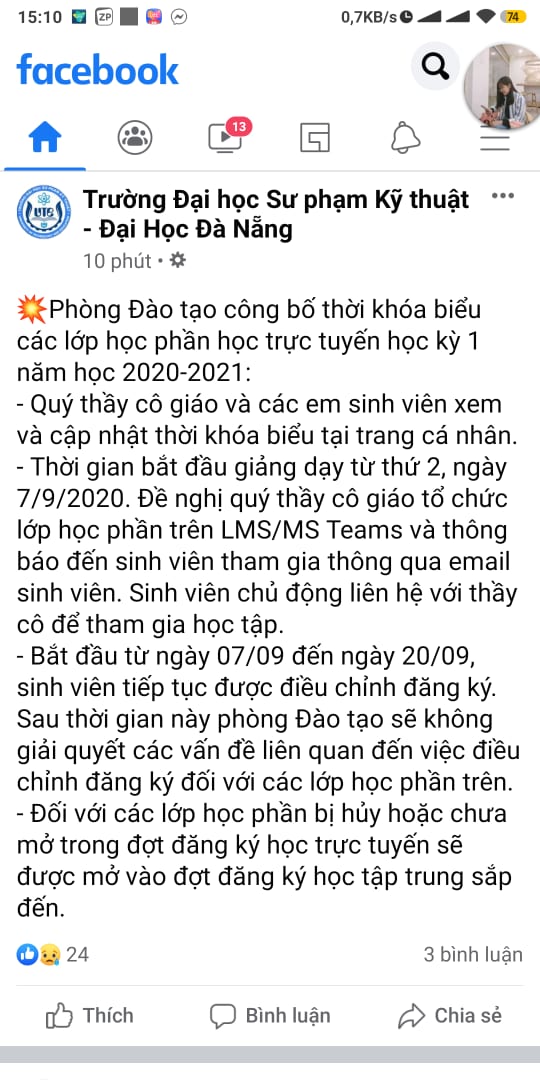 15:10 ZP 0,7KB/s 74
facebook
13
UTE
Trường Đại học Sư phạm Kỹ thuật
- Đại Học Đà Nẵng
10 phút •
💥Phòng Đào tạo công bố thời khóa biểu
các lớp học phần học trực tuyến học kỳ 1
năm học 2020-2021:
- Quý thầy cô giáo và các em sinh viên xem
và cập nhật thời khóa biểu tại trang cá nhân.
- Thời gian bắt đầu giảng dạy từ thứ 2, ngày
7/9/2020. Đề nghị quý thầy cô giáo tổ chức
lớp học phần trên LMS/MS Teams và thông
báo đến sinh viên tham gia thông qua email
sinh viên. Sinh viên chủ động liên hệ với thầy
cô để tham gia học tập.
- Bắt đầu từ ngày 07/09 đến ngày 20/09,
sinh viên tiếp tục được điều chỉnh đăng ký.
Sau thời gian này phòng Đào tạo sẽ không
giải quyết các vấn đề liên quan đến việc điều
chỉnh đăng ký đối với các lớp học phần trên.
- Đối với các lớp học phần bị hủy hoặc chưa
mở trong đợt đăng ký học trực tuyến sẽ
được mở vào đợt đăng ký học tập trung sắp
đến.
24 3 bình luận
Thích Bình luận Chia sẻ